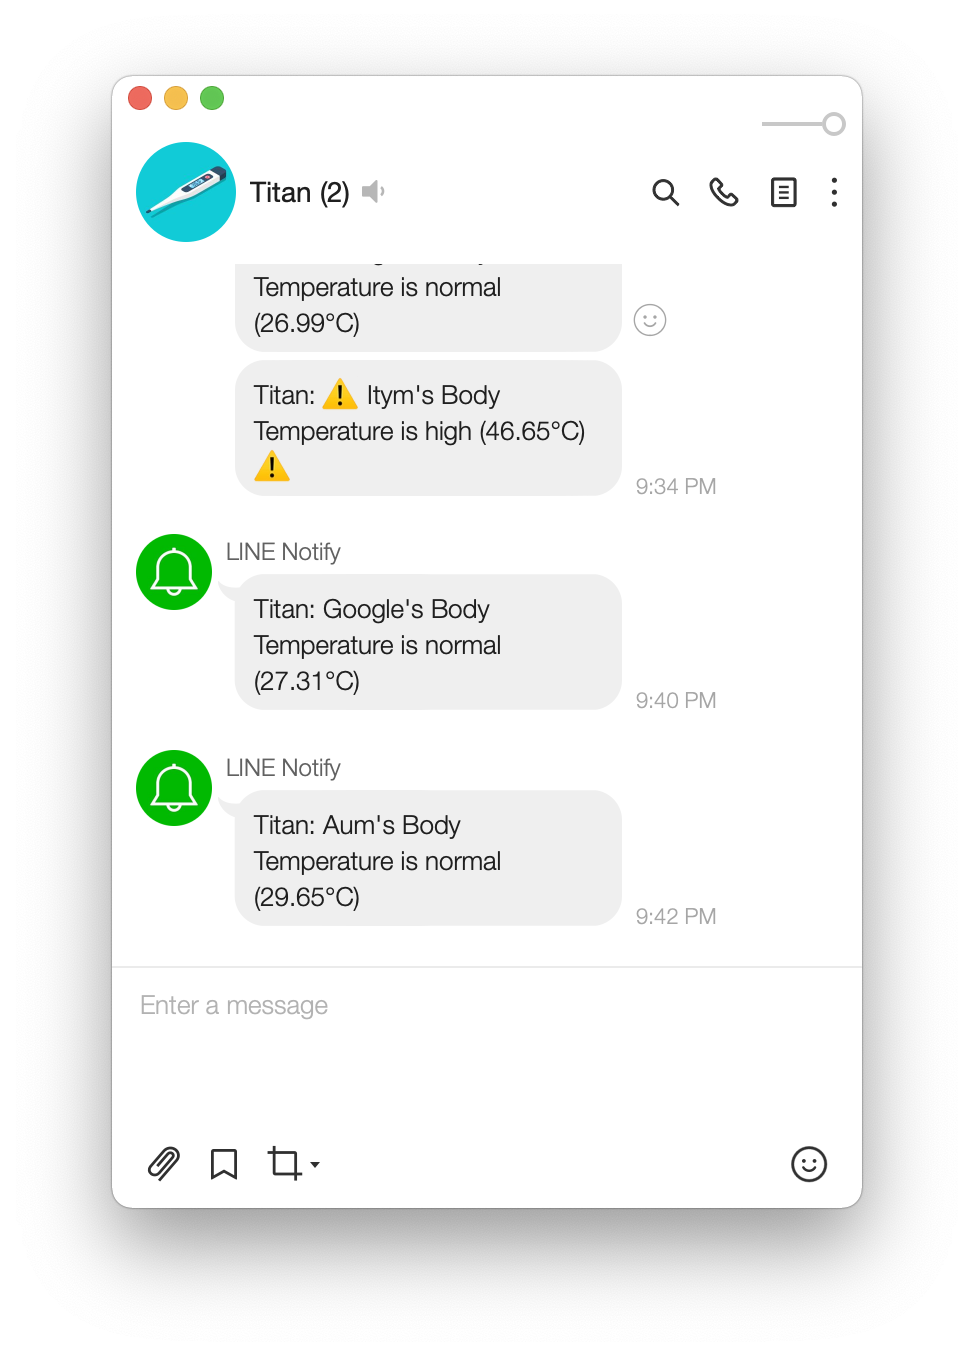 Titan (2)
Temperature is normal
(26.99°C)
Titan: ⚠️ Itym's Body
Temperature is high (46.65°C)
⚠️
9:34 PM
LINE Notify
Titan: Google's Body
Temperature is normal
(27.31°C)
9:40 PM
LINE Notify
Titan: Aum's Body
Temperature is normal
(29.65°C)
9:42 PM
Enter a message